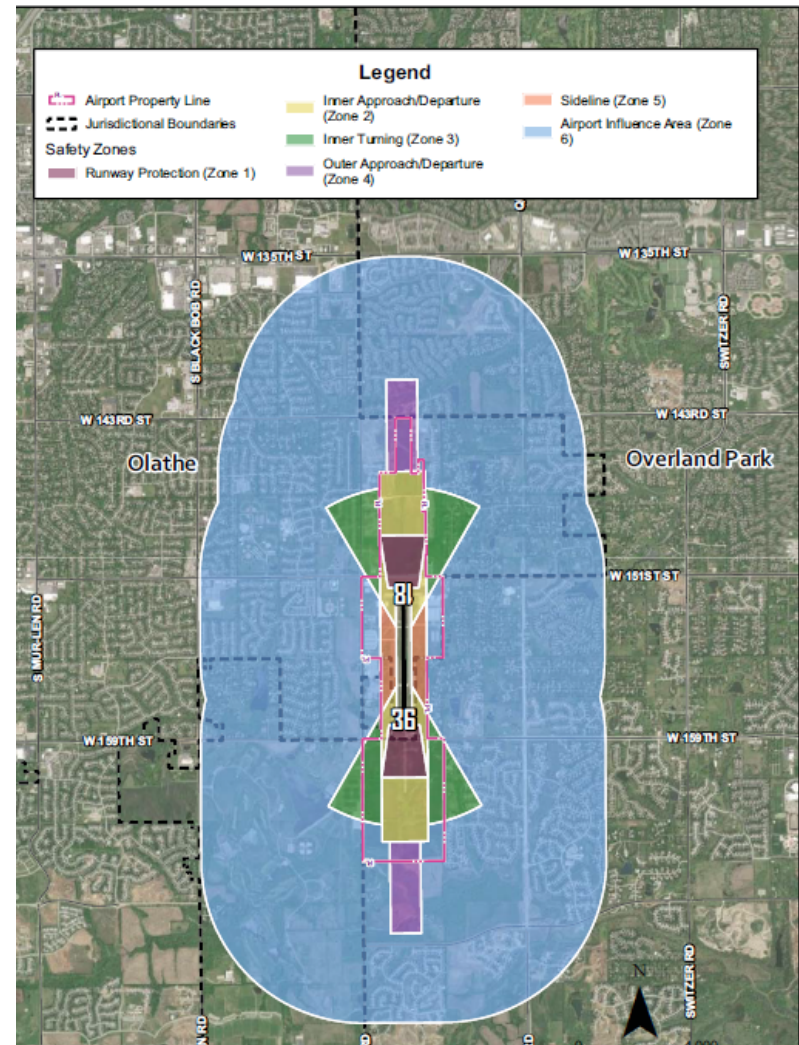 Legend
Airport Property Line
Jurisdictional Boundaries
Safety Zones
Runway Protection (Zone 1)
Inner Approach/Departure
(Zone 2)
Inner Turning (Zone 3)
Outer Approach/Departure
(Zone 4)
Sideline (Zone 5)
Airport Influence Area (Zone
6)
W 135TH ST
W 135TH ST
S BLACK BOB RD
SWITZER RD
W 143RD ST
W 143RD ST
Olathe
Overland Park
W 151ST ST
18
S MUR-LEN RD
36
W 159TH ST
W 159TH ST
SWITZER RD
N
N RD